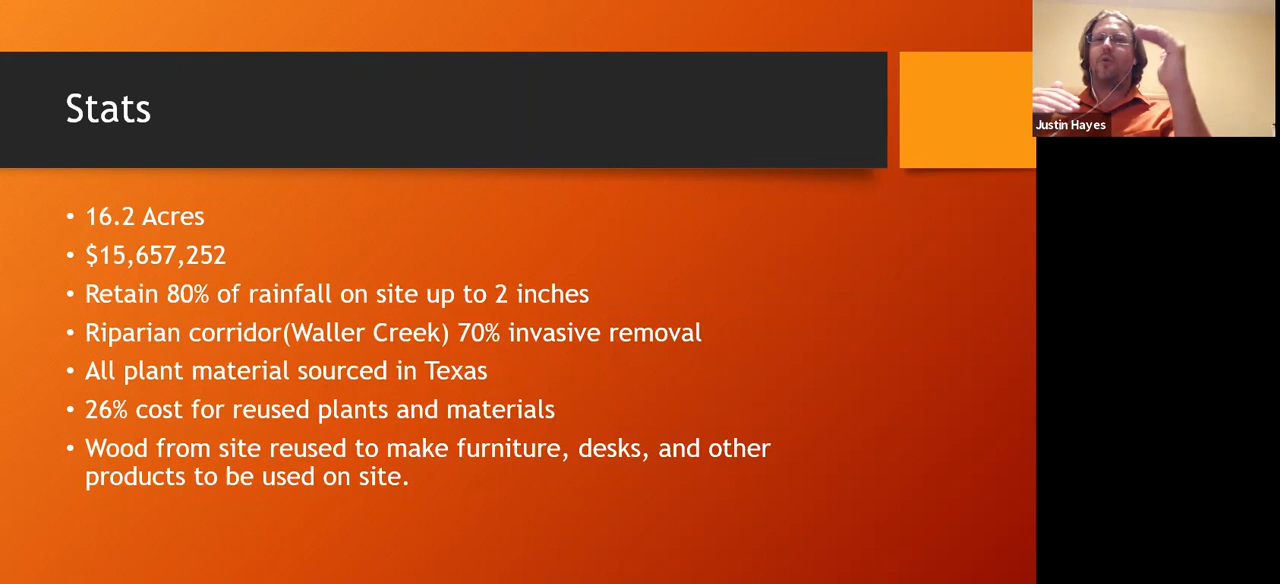 Stats
Justin Hayes
• 16.2 Acres
• $15,657,252
• Retain 80% of rainfall on site up to 2 inches
• Riparian corridor(Waller Creek) 70% invasive removal
• All plant material sourced in Texas
• 26% cost for reused plants and materials
• Wood from site reused to make furniture, desks, and other
products to be used on site.